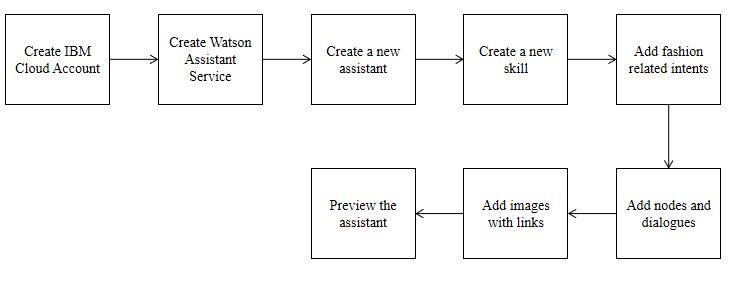 Create IBM
Cloud Account
Create Watson
Assistant
Service
Create a new
assistant
Create a new
skill
Add fashion
related intents
Add nodes and
dialogues
Add images
with links
Preview the
assistant